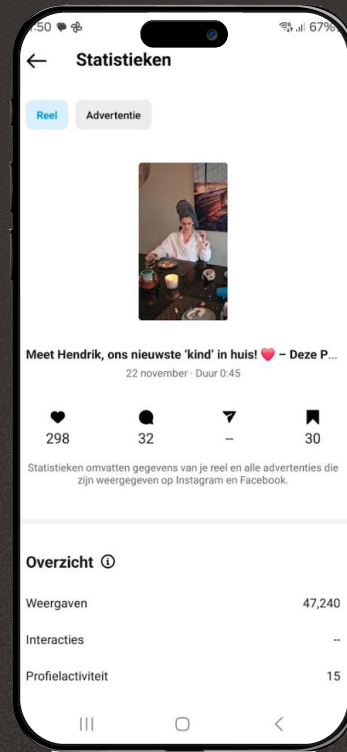 :50
67%
Statistieken
Reel
Advertentie
Meet Hendrik, ons nieuwste ‘kind’ in huis! ❤️ – Deze P...
22 november · Duur 0:45
298 32 -- 30
Statistieken omvatten gegevens van je reel en alle advertenties die
zijn weergegeven op Instagram en Facebook.
Overzicht
Weergaven 47,240
Interacties --
Profielactiviteit 15